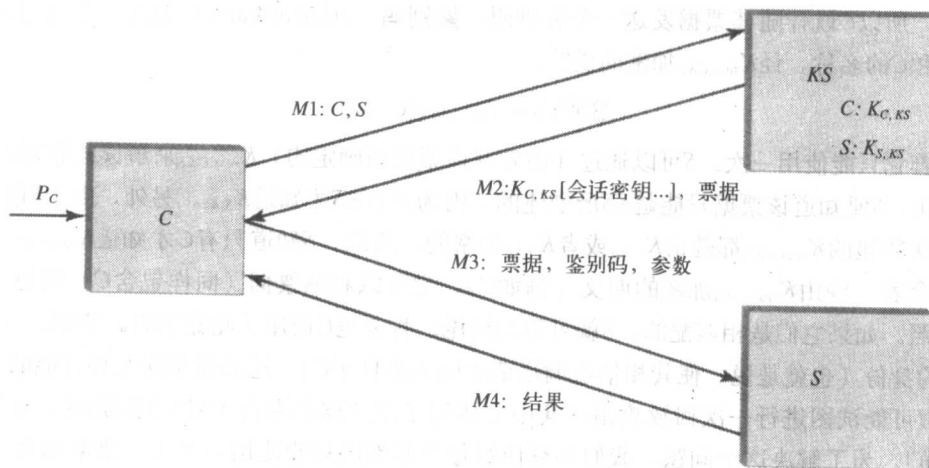 M1: C, S
KS
C: K_{C,KS}
S: K_{S,KS}
M2: K_{C,KS}[会话密钥...]，票据
P_C
C
M3: 票据，鉴别码，参数
S
M4: 结果